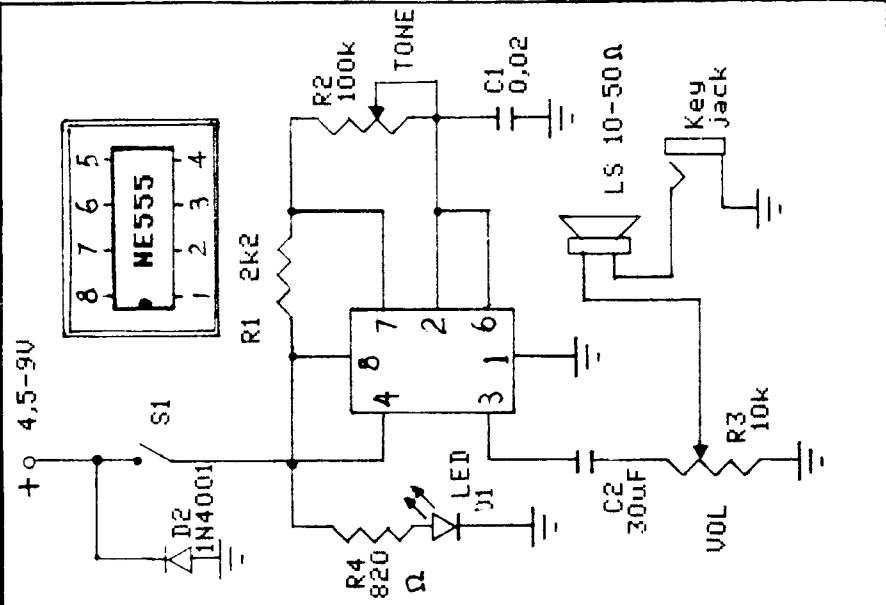 +
4,5-9V
S1
D2
1N4001
8 7 6 5
NE555
1 2 3 4
R1 2k2
R2
100k
TONE
C1
0,02
4
8
7
2
6
1
3
R4
820
Ω
LED
D1
C2
30uF
VOL
R3
10k
LS 10-50Ω
Key
jack